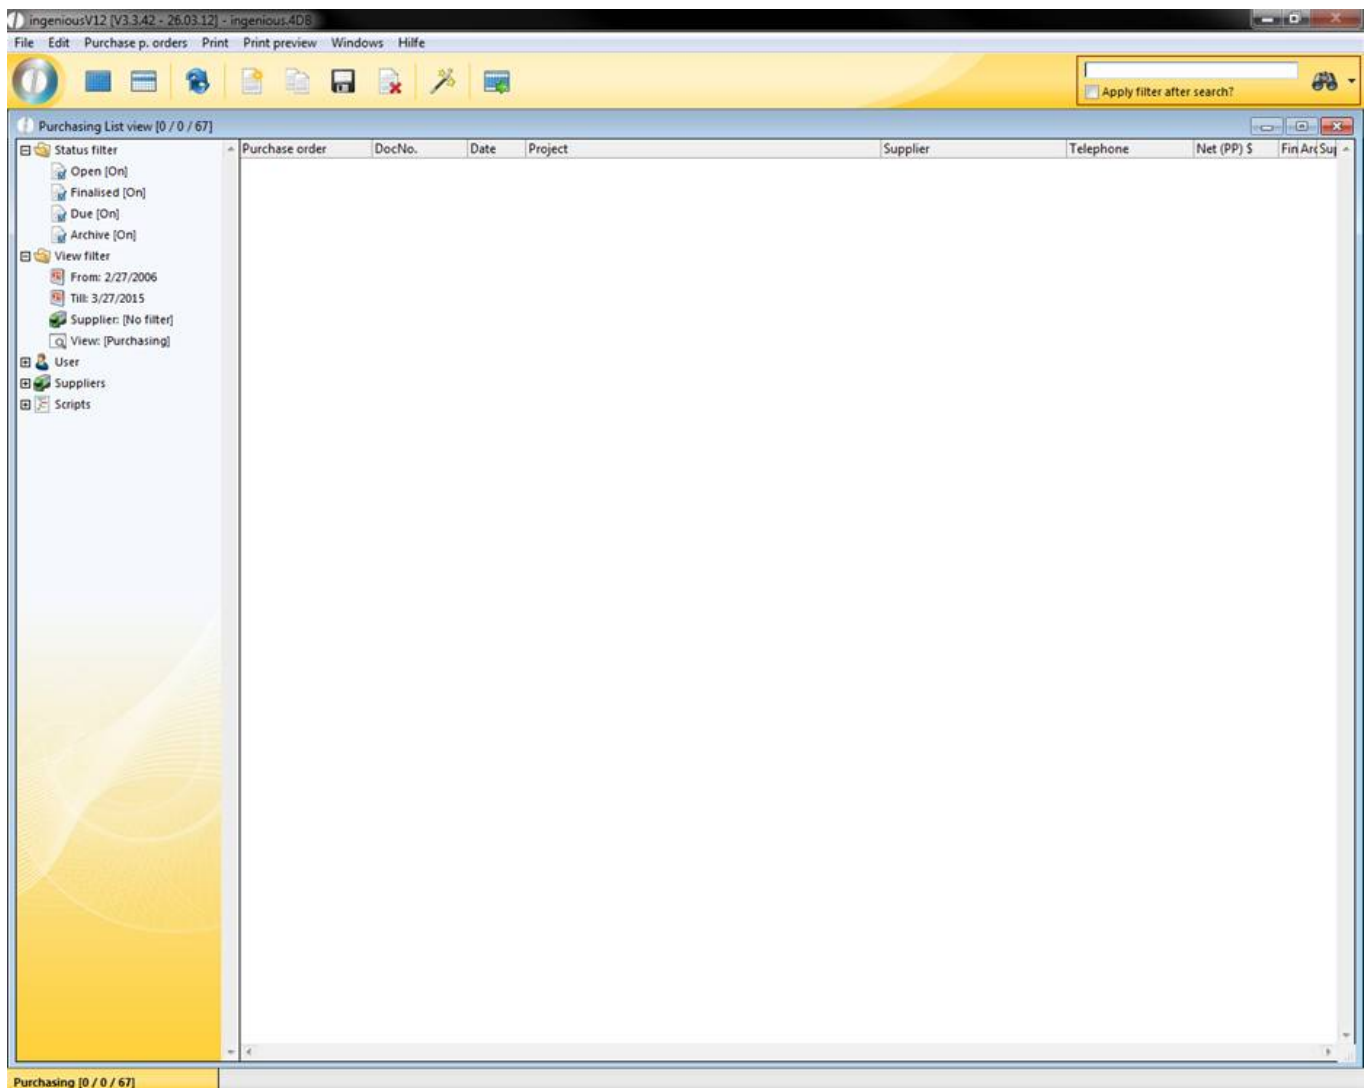 ingeniousV12 [V3.3.42 - 26.03.12] - ingenious.4DB
File Edit Purchase p. orders Print Print preview Windows Hilfe
Apply filter after search?
Purchasing List view [0 / 0 / 67]
Status filter
Open [On]
Finalised [On]
Due [On]
Archive [On]
View filter
From: 2/27/2006
Till: 3/27/2015
Supplier: [No filter]
View: [Purchasing]
User
Suppliers
Scripts
Purchase order DocNo. Date Project Supplier Telephone Net (PP) $ Fin Arc Sup
Purchasing [0 / 0 / 67]